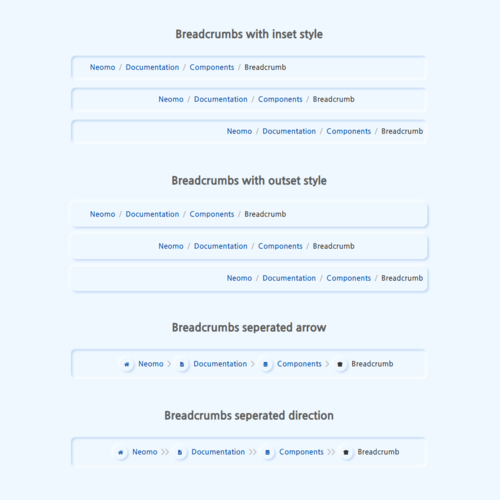 Breadcrumbs with inset style
Neomo / Documentation / Components / Breadcrumb
Neomo / Documentation / Components / Breadcrumb
Neomo / Documentation / Components / Breadcrumb
Breadcrumbs with outset style
Neomo / Documentation / Components / Breadcrumb
Neomo / Documentation / Components / Breadcrumb
Neomo / Documentation / Components / Breadcrumb
Breadcrumbs seperated arrow
Neomo > Documentation > Components > Breadcrumb
Breadcrumbs seperated direction
Neomo >> Documentation >> Components >> Breadcrumb